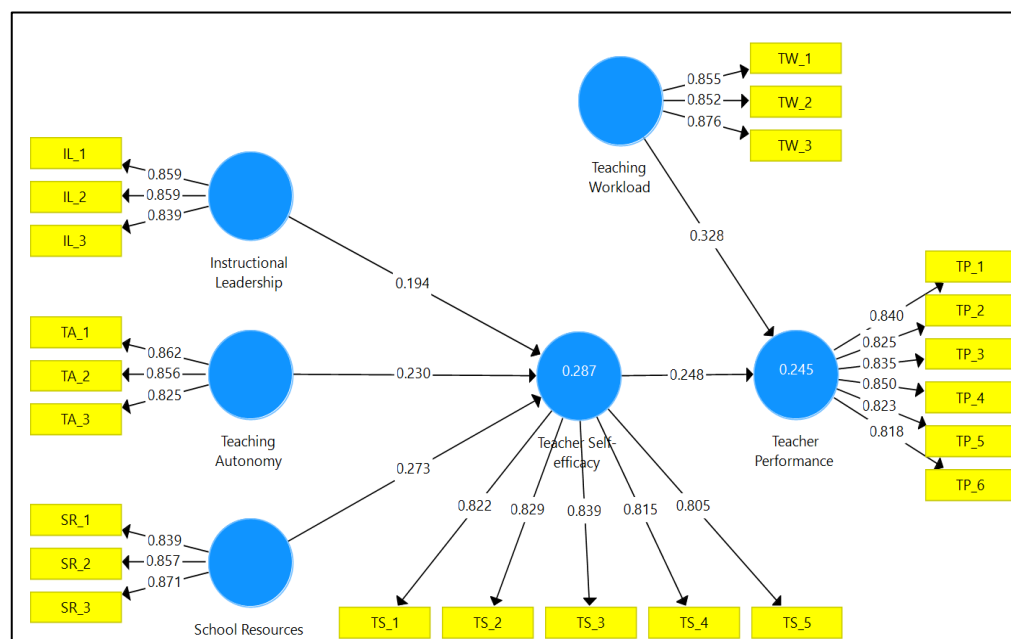 TW_1
0.855
TW_2
0.852
TW_3
0.876
Teaching
Workload
IL_1
0.859
IL_2
0.859
IL_3
0.839
Instructional
Leadership
0.194
0.328
TA_1
0.862
TA_2
0.856
TA_3
0.825
Teaching
Autonomy
0.230
0.287
Teacher Self-
efficacy
0.248
0.245
Teacher
Performance
TP_1
0.840
TP_2
0.825
TP_3
0.835
TP_4
0.850
TP_5
0.823
TP_6
0.818
0.273
SR_1
0.839
SR_2
0.857
SR_3
0.871
School Resources
0.822
0.829
0.839
0.815
0.805
TS_1
TS_2
TS_3
TS_4
TS_5